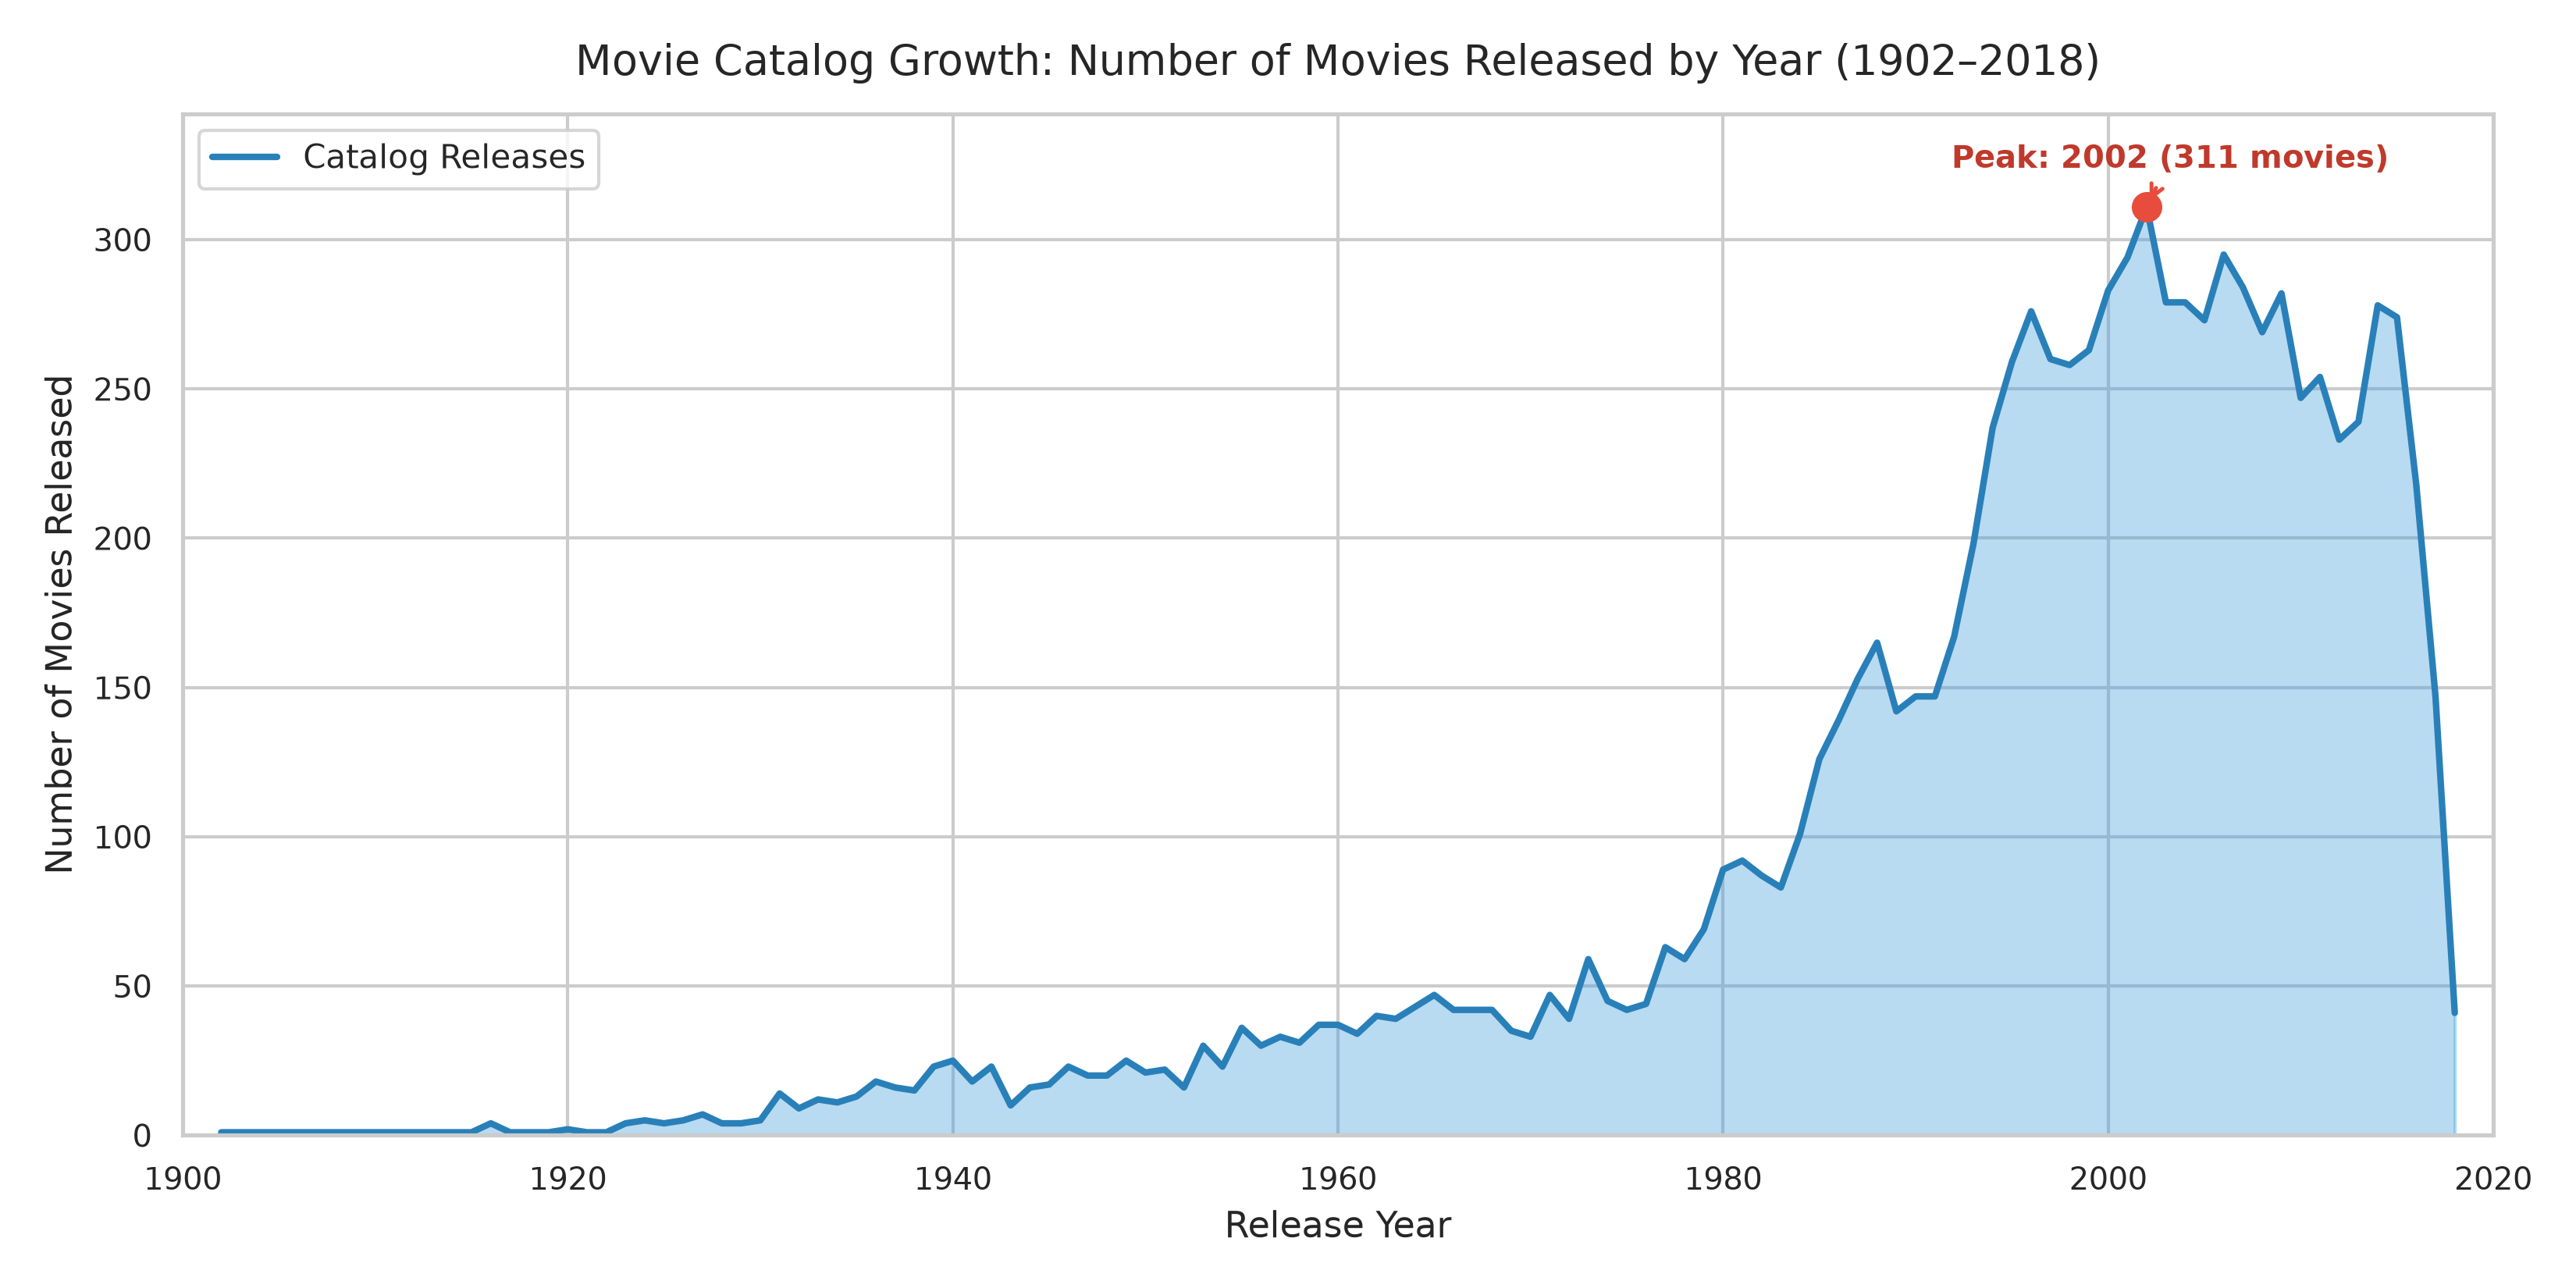 Movie Catalog Growth: Number of Movies Released by Year (1902–2018)
Catalog Releases
Peak: 2002 (311 movies)
Number of Movies Released
300
250
200
150
100
50
0
1900 1920 1940 1960 1980 2000 2020
Release Year